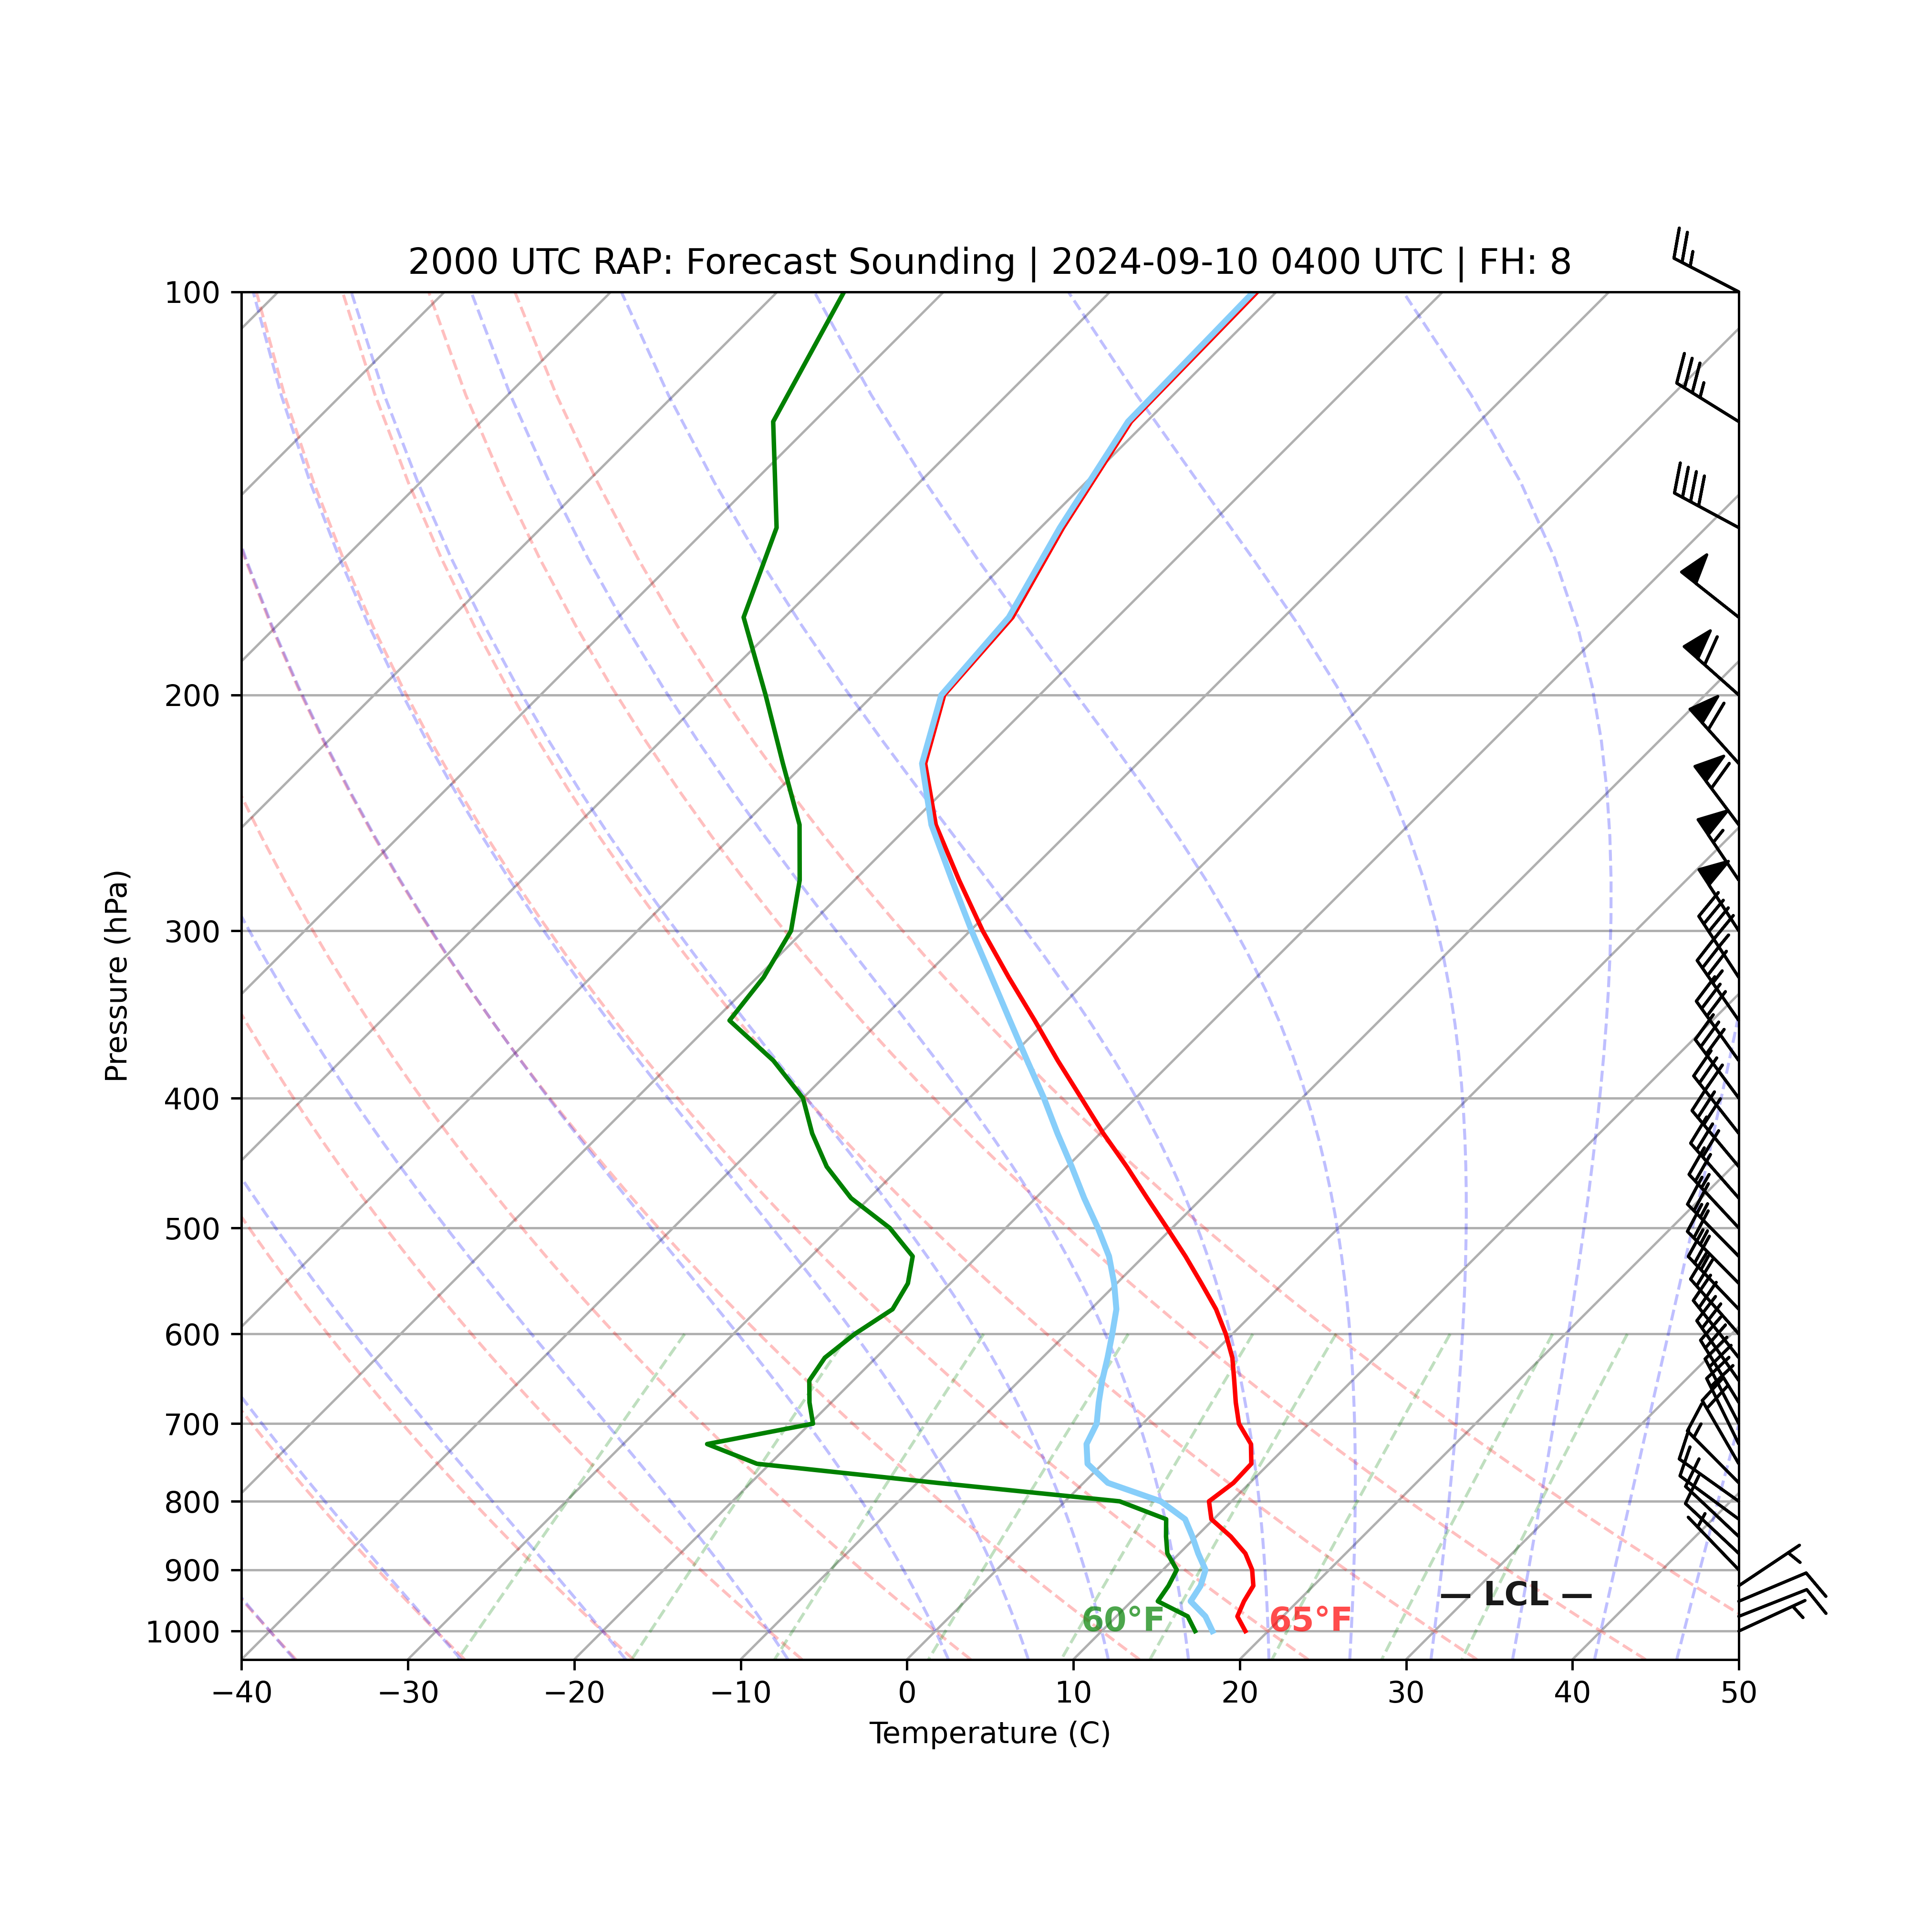 2000 UTC RAP: Forecast Sounding | 2024-09-10 0400 UTC | FH: 8
100
200
300
400
500
600
700
800
900
1000
Pressure (hPa)
— LCL —
60°F
65°F
−40 −30 −20 −10 0 10 20 30 40 50
Temperature (C)